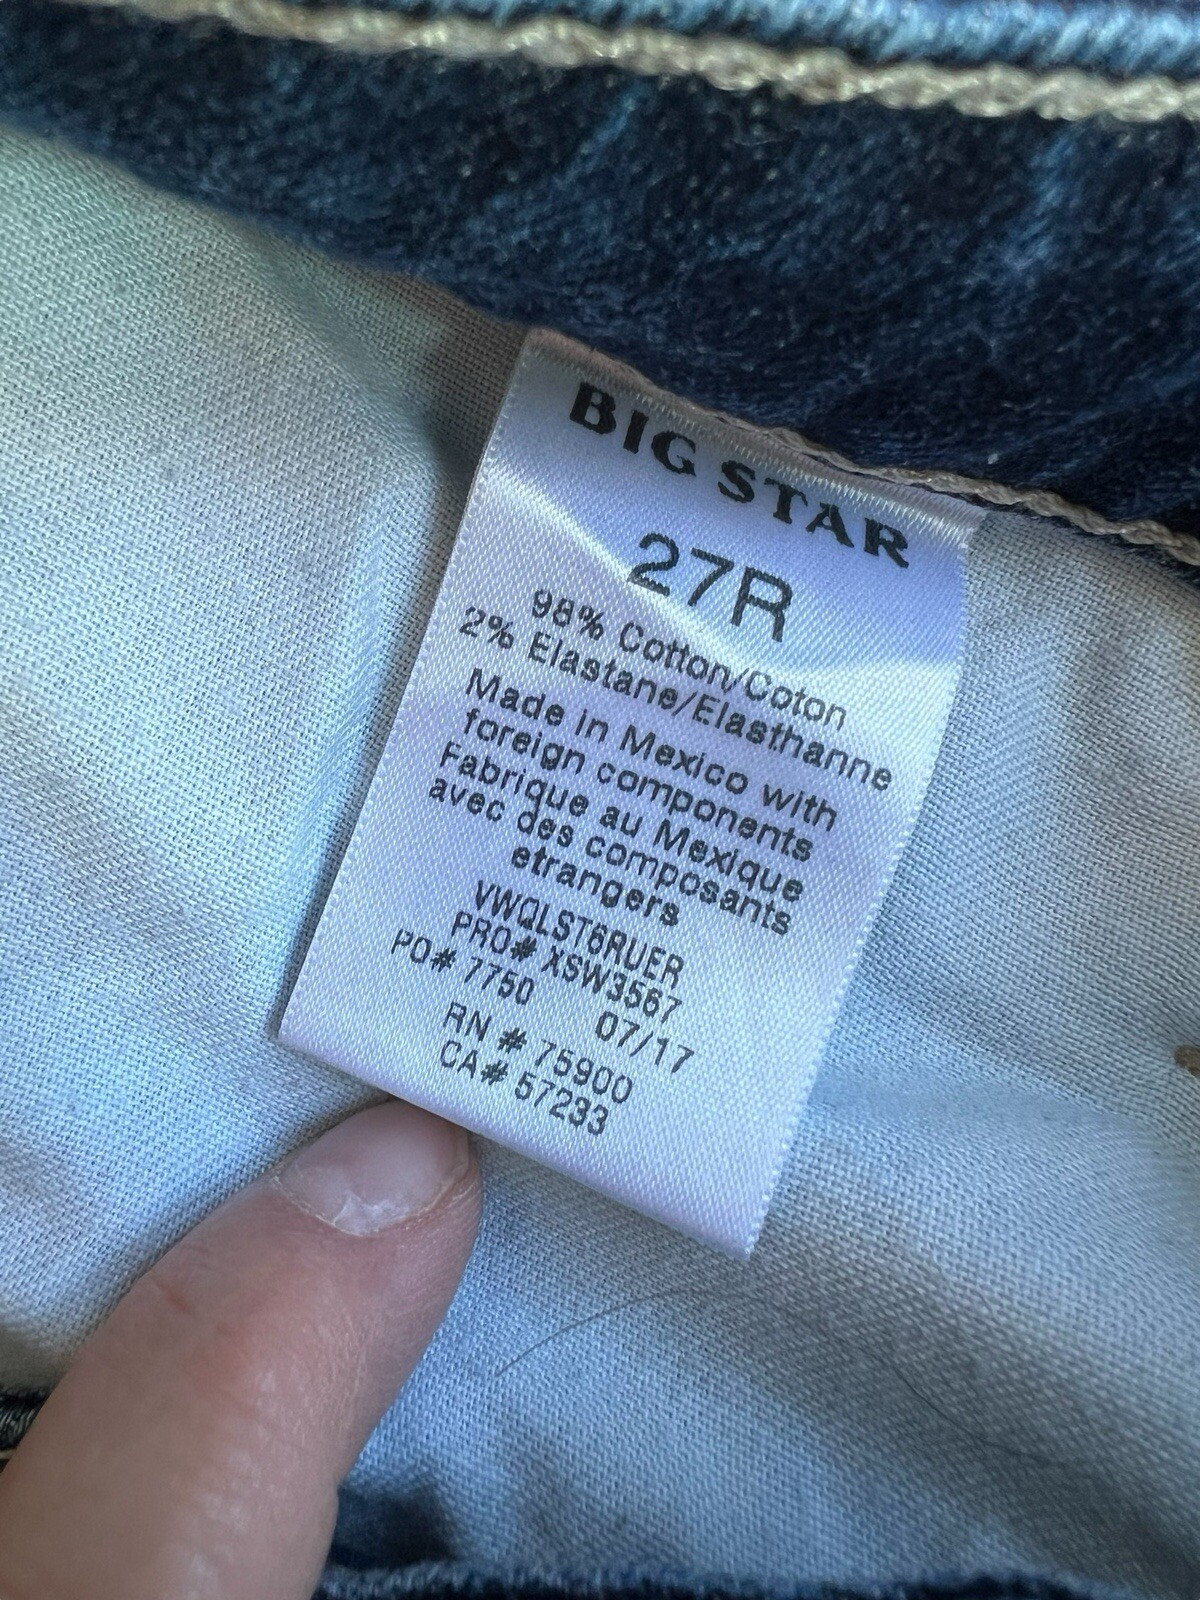 BIG STAR
27R
98% Cotton/Coton
2% Elastane/Elasthanne
Made in Mexico with
foreign components
Fabrique au Mexique
avec des composants
etrangers
VWQLST6RUER
PRO# XSW3567
PO# 7750 07/17
RN # 75900
CA# 57233